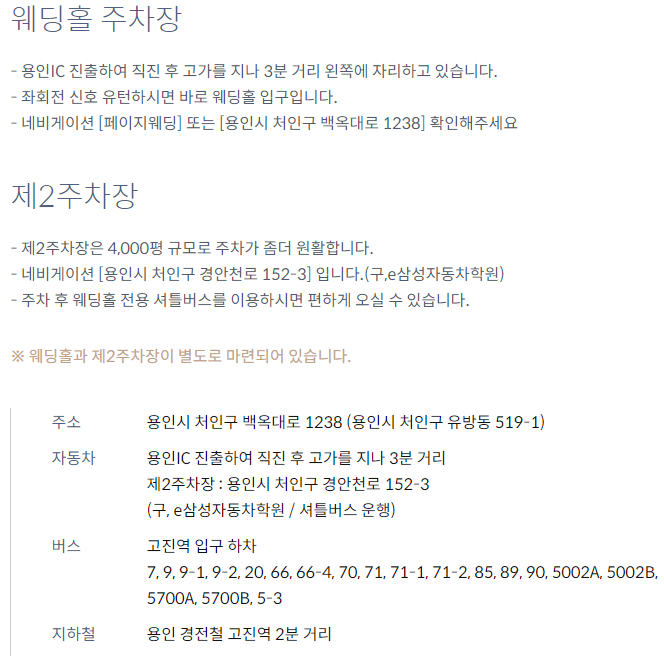 웨딩홀 주차장
- 용인IC 진출하여 직진 후 고가를 지나 3분 거리 왼쪽에 자리하고 있습니다.
- 좌회전 신호 유턴하시면 바로 웨딩홀 입구입니다.
- 네비게이션 [페이지웨딩] 또는 [용인시 처인구 백옥대로 1238] 확인해주세요
제2주차장
- 제2주차장은 4,000평 규모로 주차가 좀더 원활합니다.
- 네비게이션 [용인시 처인구 경안천로 152-3] 입니다.(구,e삼성자동차학원)
- 주차 후 웨딩홀 전용 셔틀버스를 이용하시면 편하게 오실 수 있습니다.
※ 웨딩홀과 제2주차장이 별도로 마련되어 있습니다.
주소 용인시 처인구 백옥대로 1238 (용인시 처인구 유방동 519-1)
자동차 용인IC 진출하여 직진 후 고가를 지나 3분 거리
제2주차장 : 용인시 처인구 경안천로 152-3
(구, e삼성자동차학원 / 셔틀버스 운행)
버스 고진역 입구 하차
7, 9, 9-1, 9-2, 20, 66, 66-4, 70, 71, 71-1, 71-2, 85, 89, 90, 5002A, 5002B,
5700A, 5700B, 5-3
지하철 용인 경전철 고진역 2분 거리